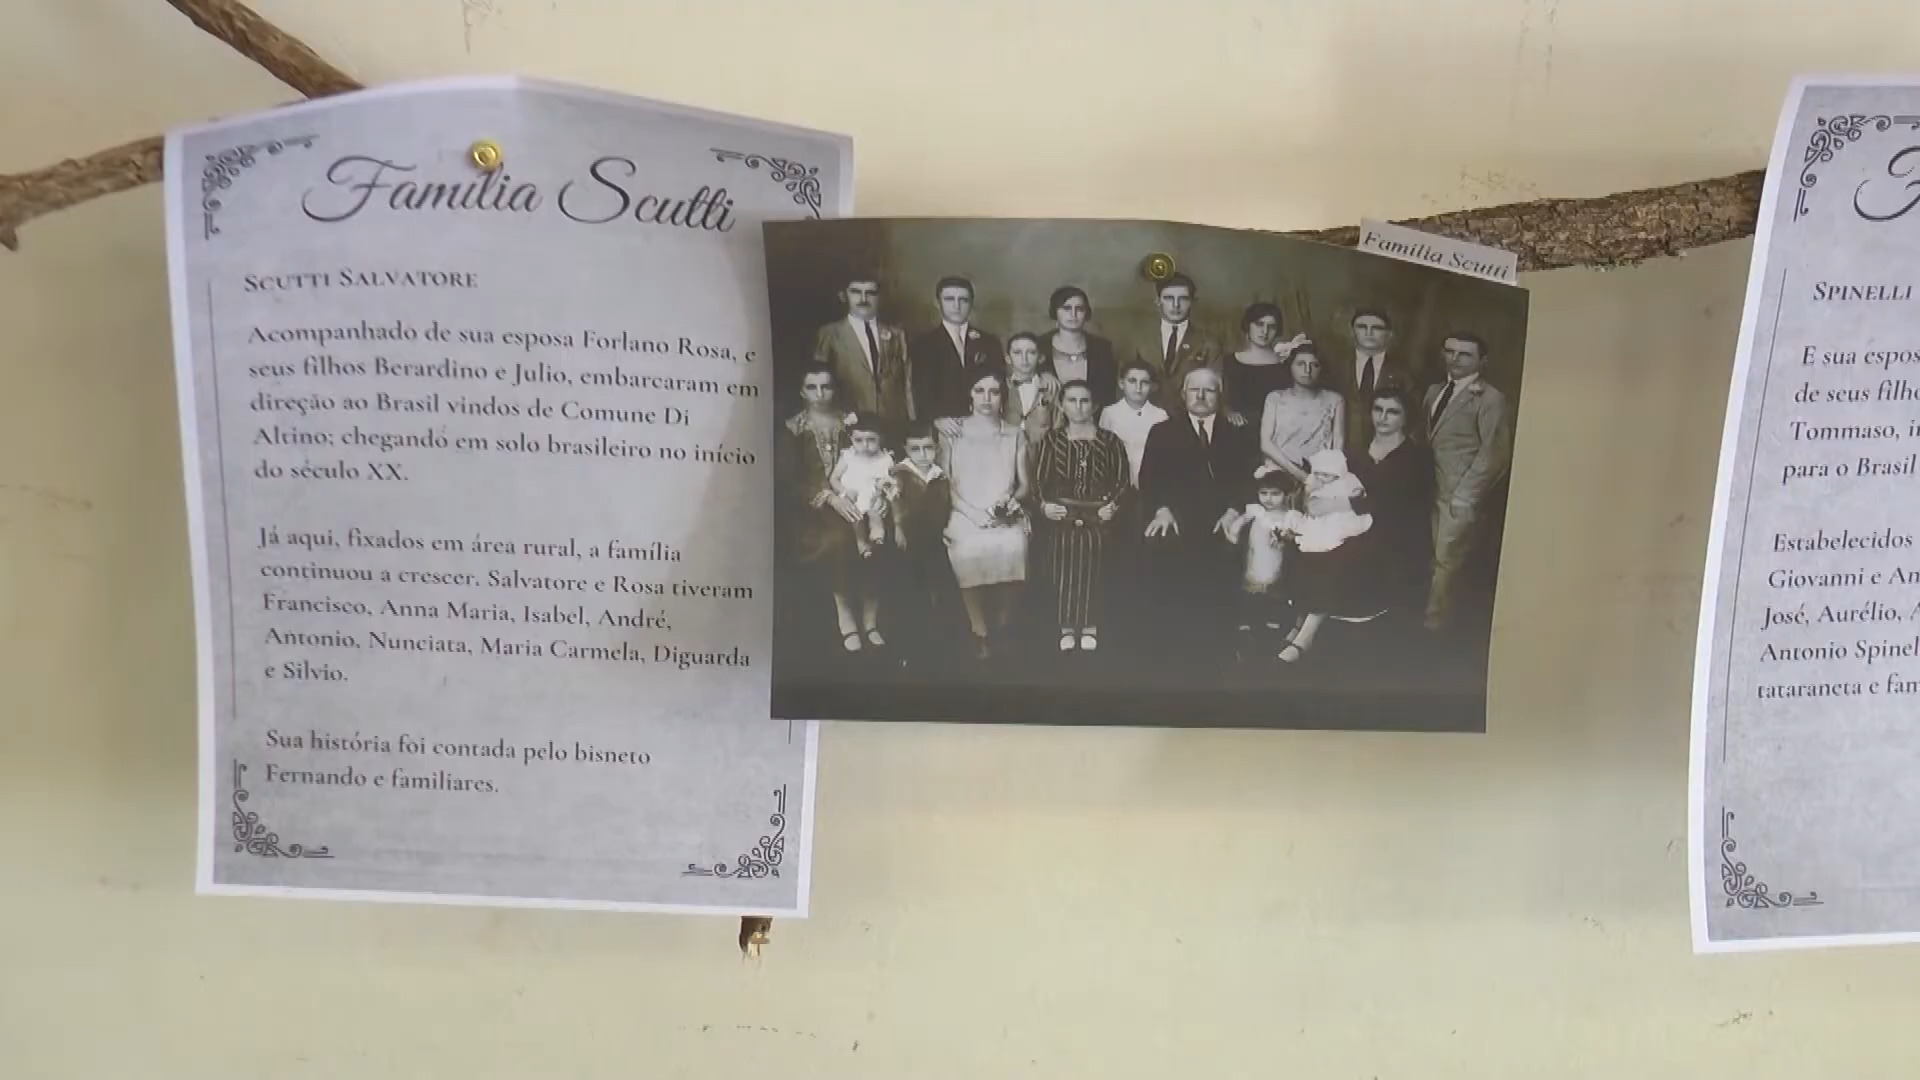 Familia Scutti
Scutti Salvatore
Acompanhado de sua esposa Forlano Rosa, e
seus filhos Berardino e Julio, embarcaram em
direção ao Brasil vindos de Comune Di
Altino; chegando em solo brasileiro no início
do século XX.
Já aqui, fixados em área rural, a família
continuou a crescer. Salvatore e Rosa tiveram
Francisco, Anna Maria, Isabel, André,
Antonio, Nunciata, Maria Carmela, Diguarda
e Silvio.
Sua história foi contada pelo bisneto
Fernando e familiares.
Familia Scutti
Spinelli
E sua espos
de seus filho
Tommaso, i
para o Brasil
Estabelecidos
Giovanni e An
José, Aurélio,
Antonio Spinel
tataraneta e fam